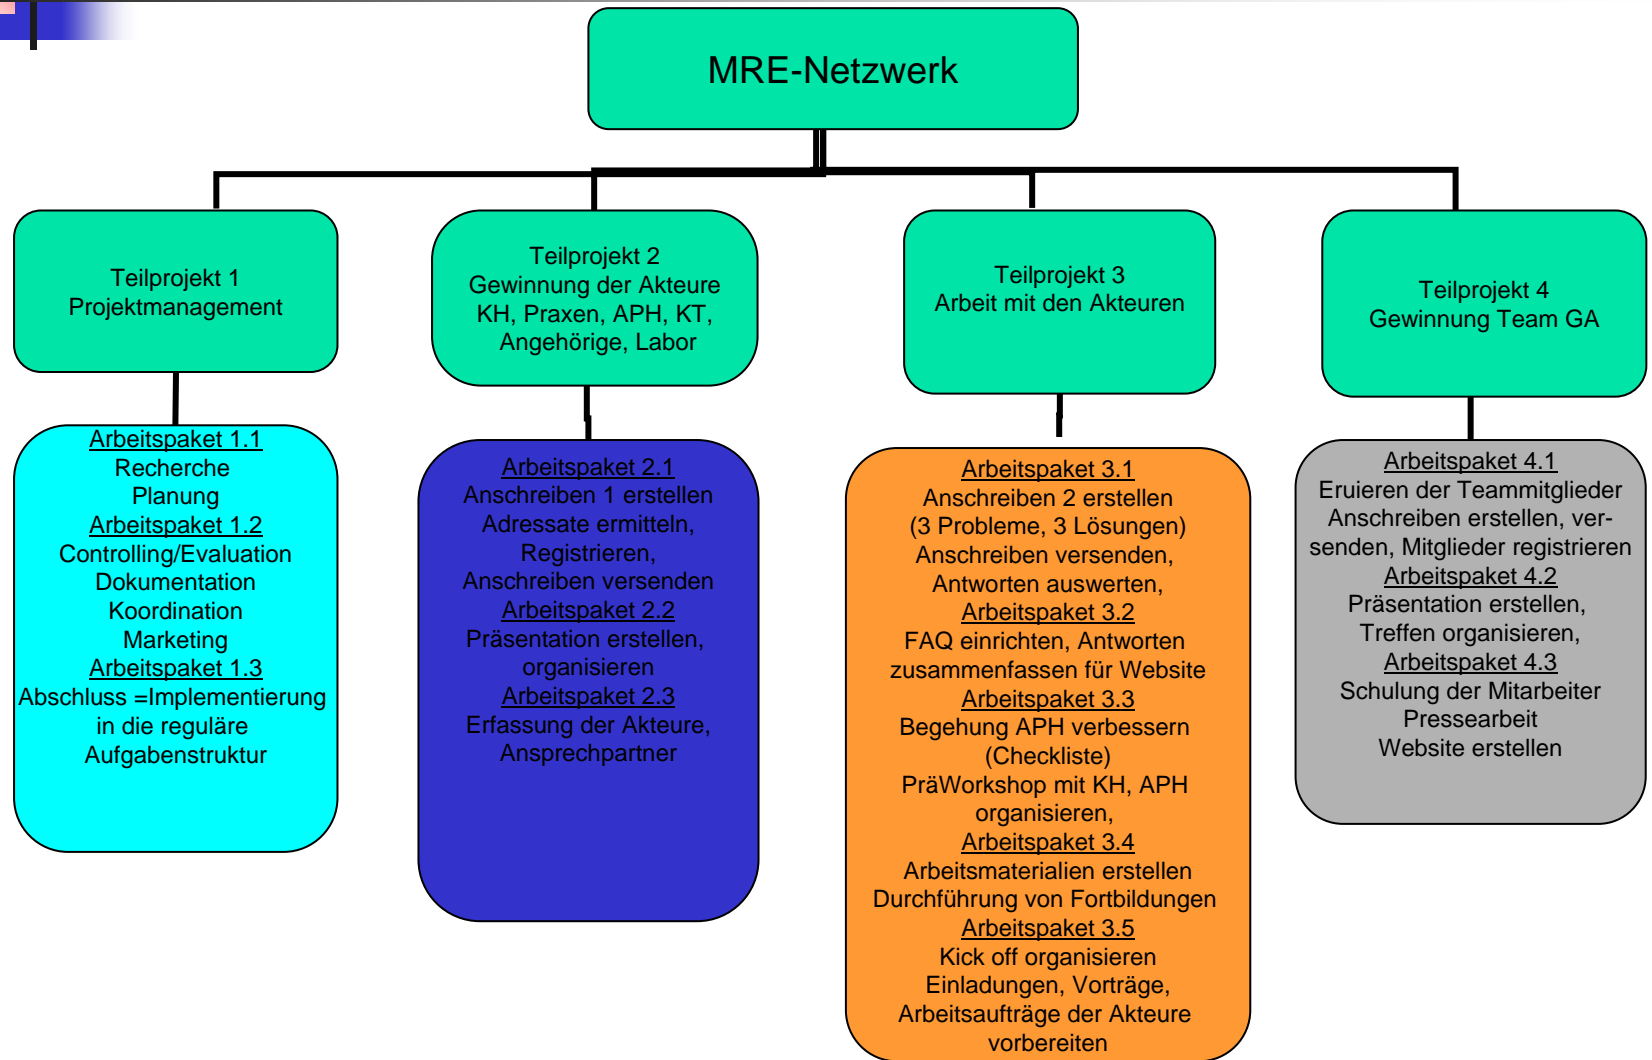 MRE-Netzwerk
Teilprojekt 1
Projektmanagement
Teilprojekt 2
Gewinnung der Akteure
KH, Praxen, APH, KT,
Angehörige, Labor
Teilprojekt 3
Arbeit mit den Akteuren
Teilprojekt 4
Gewinnung Team GA
Arbeitspaket 1.1
Recherche
Planung
Arbeitspaket 1.2
Controlling/Evaluation
Dokumentation
Koordination
Marketing
Arbeitspaket 1.3
Abschluss =Implementierung
in die reguläre
Aufgabenstruktur
Arbeitspaket 2.1
Anschreiben 1 erstellen
Adressate ermitteln,
Registrieren,
Anschreiben versenden
Arbeitspaket 2.2
Präsentation erstellen,
organisieren
Arbeitspaket 2.3
Erfassung der Akteure,
Ansprechpartner
Arbeitspaket 3.1
Anschreiben 2 erstellen
(3 Probleme, 3 Lösungen)
Anschreiben versenden,
Antworten auswerten,
Arbeitspaket 3.2
FAQ einrichten, Antworten
zusammenfassen für Website
Arbeitspaket 3.3
Begehung APH verbessern
(Checkliste)
PräWorkshop mit KH, APH
organisieren,
Arbeitspaket 3.4
Arbeitsmaterialien erstellen
Durchführung von Fortbildungen
Arbeitspaket 3.5
Kick off organisieren
Einladungen, Vorträge,
Arbeitsaufträge der Akteure
vorbereiten
Arbeitspaket 4.1
Eruieren der Teammitglieder
Anschreiben erstellen, ver-
senden, Mitglieder registrieren
Arbeitspaket 4.2
Präsentation erstellen,
Treffen organisieren,
Arbeitspaket 4.3
Schulung der Mitarbeiter
Pressearbeit
Website erstellen